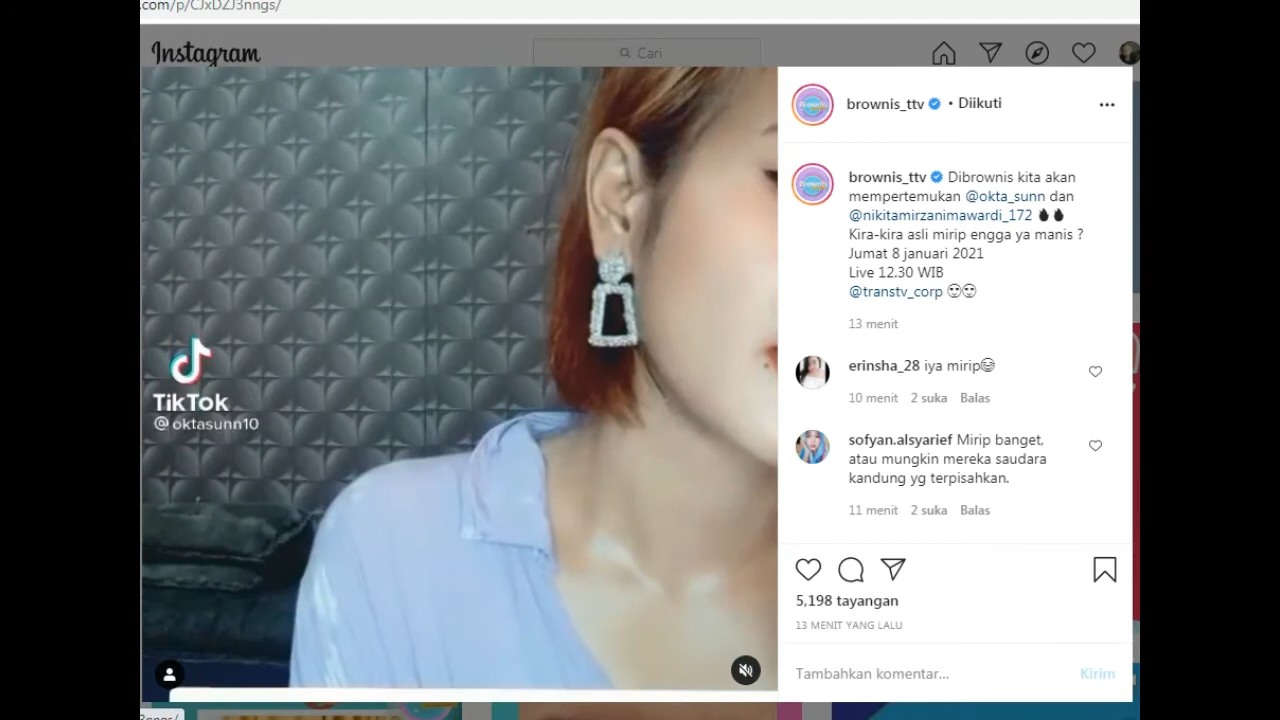 .com/p/CJxDZJ3nngs/
Instagram
Cari
brownis_ttv • Diikuti
brownis_ttv Dibrownis kita akan
mempertemukan @okta_sunn dan
@nikitamirzanimawardi_172
Kira-kira asli mirip engga ya manis ?
Jumat 8 januari 2021
Live 12.30 WIB
@transtv_corp
13 menit
erinsha_28 iya mirip
10 menit 2 suka Balas
sofyan.alsyarief Mirip banget,
atau mungkin mereka saudara
kandung yg terpisahkan.
11 menit 2 suka Balas
5,198 tayangan
13 MENIT YANG LALU
Tambahkan komentar... Kirim
TikTok
@oktasunn10